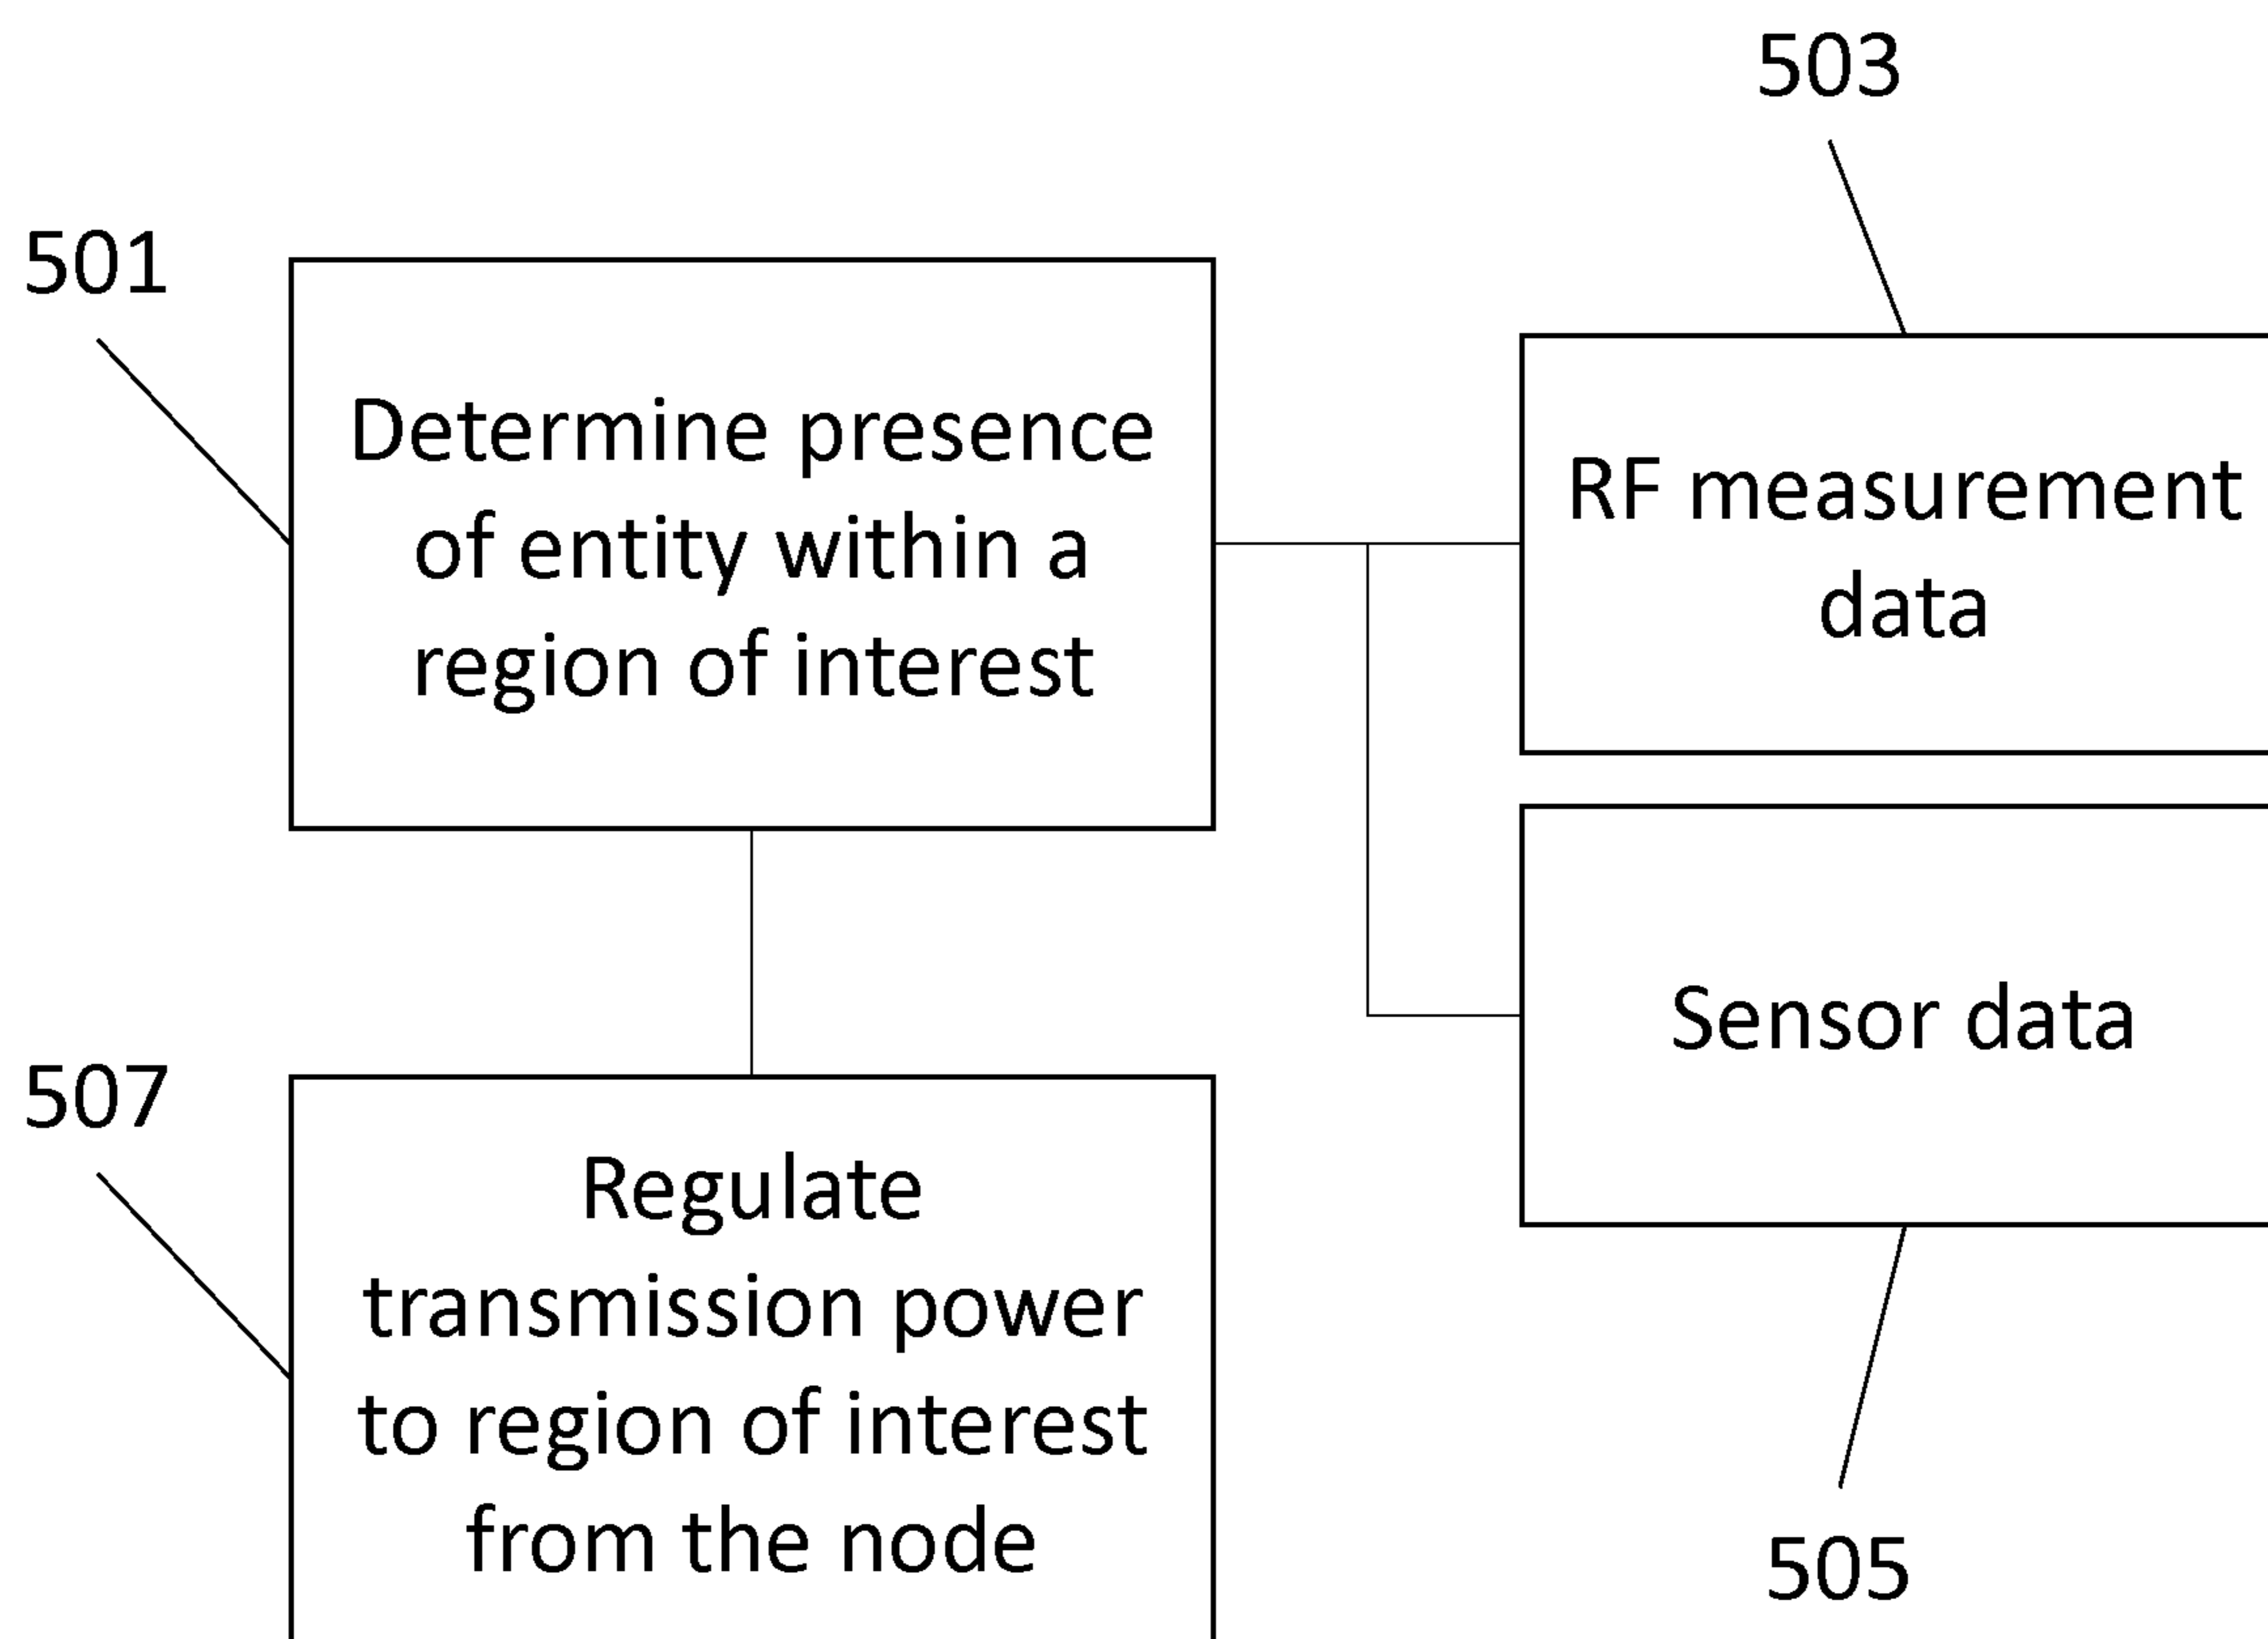 503
501
Determine presence
of entity within a
region of interest
RF measurement
data
Sensor data
507
Regulate
transmission power
to region of interest
from the node
505